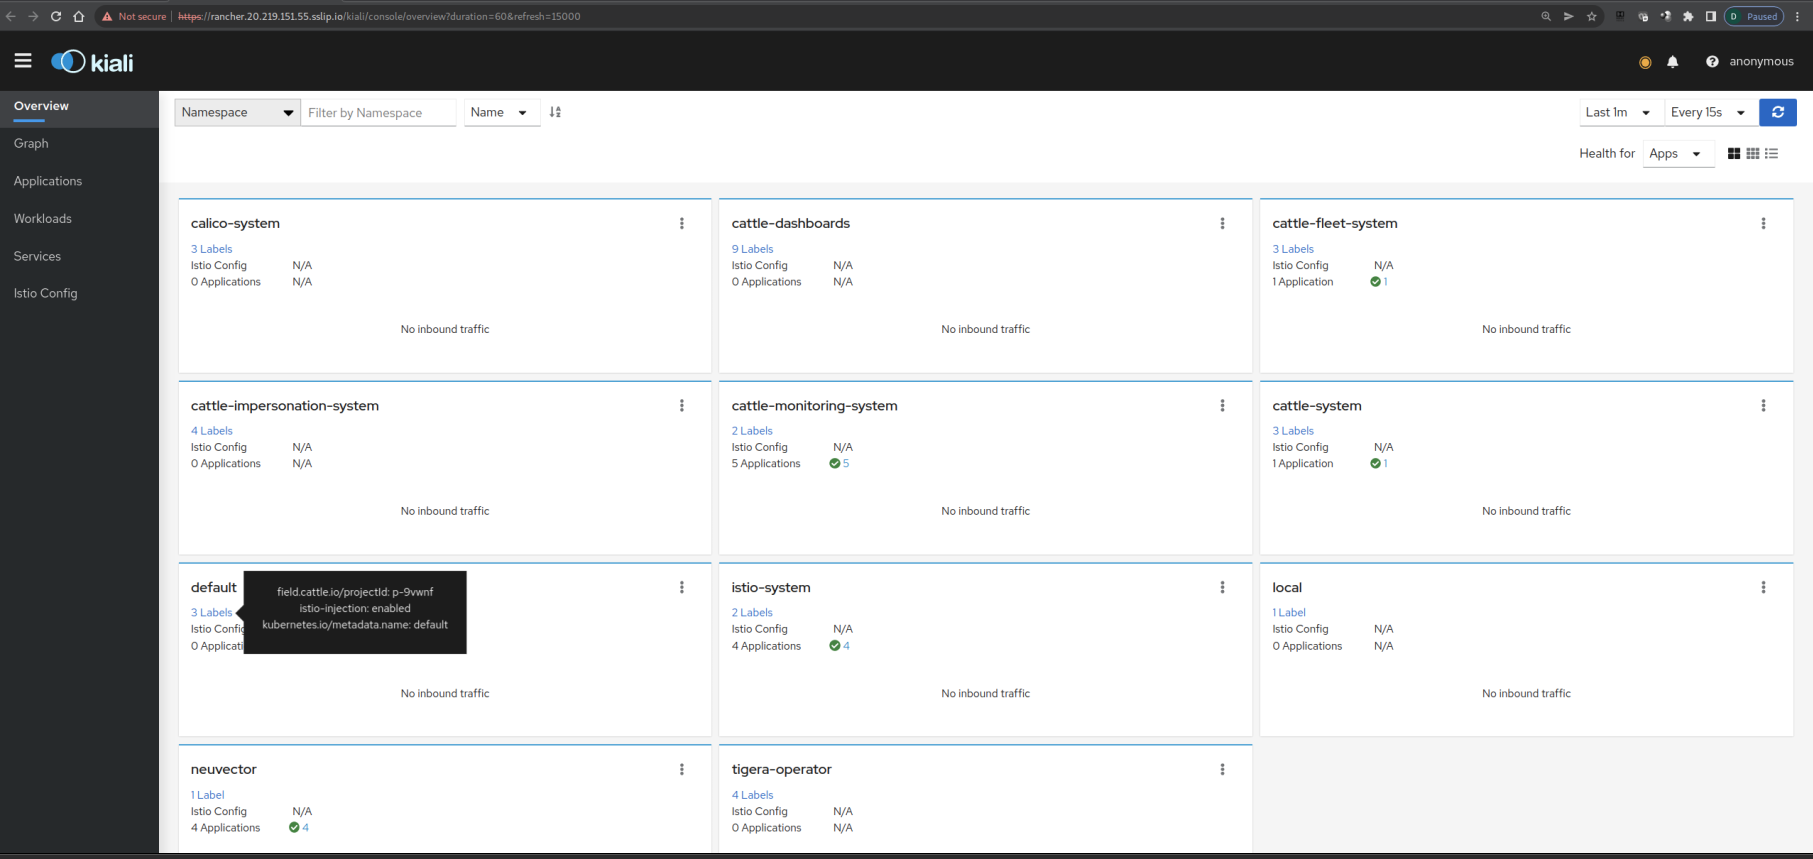 Not secure | https://rancher.20.219.151.55.sslip.io/kiali/console/overview?duration=60&refresh=15000
D Paused
kiali
anonymous
Overview
Graph
Applications
Workloads
Services
Istio Config
Namespace
Filter by Namespace
Name
Last 1m
Every 15s
Health for
Apps
calico-system
3 Labels
Istio Config N/A
0 Applications N/A
No inbound traffic
cattle-dashboards
9 Labels
Istio Config N/A
0 Applications N/A
No inbound traffic
cattle-fleet-system
3 Labels
Istio Config N/A
1 Application 1
No inbound traffic
cattle-impersonation-system
4 Labels
Istio Config N/A
0 Applications N/A
No inbound traffic
cattle-monitoring-system
2 Labels
Istio Config N/A
5 Applications 5
No inbound traffic
cattle-system
3 Labels
Istio Config N/A
1 Application 1
No inbound traffic
default
3 Labels
Istio Config
0 Applicati
field.cattle.io/projectId: p-9vwnf
istio-injection: enabled
kubernetes.io/metadata.name: default
No inbound traffic
istio-system
2 Labels
Istio Config N/A
4 Applications 4
No inbound traffic
local
1 Label
Istio Config N/A
0 Applications N/A
No inbound traffic
neuvector
1 Label
Istio Config N/A
4 Applications 4
tigera-operator
4 Labels
Istio Config N/A
0 Applications N/A